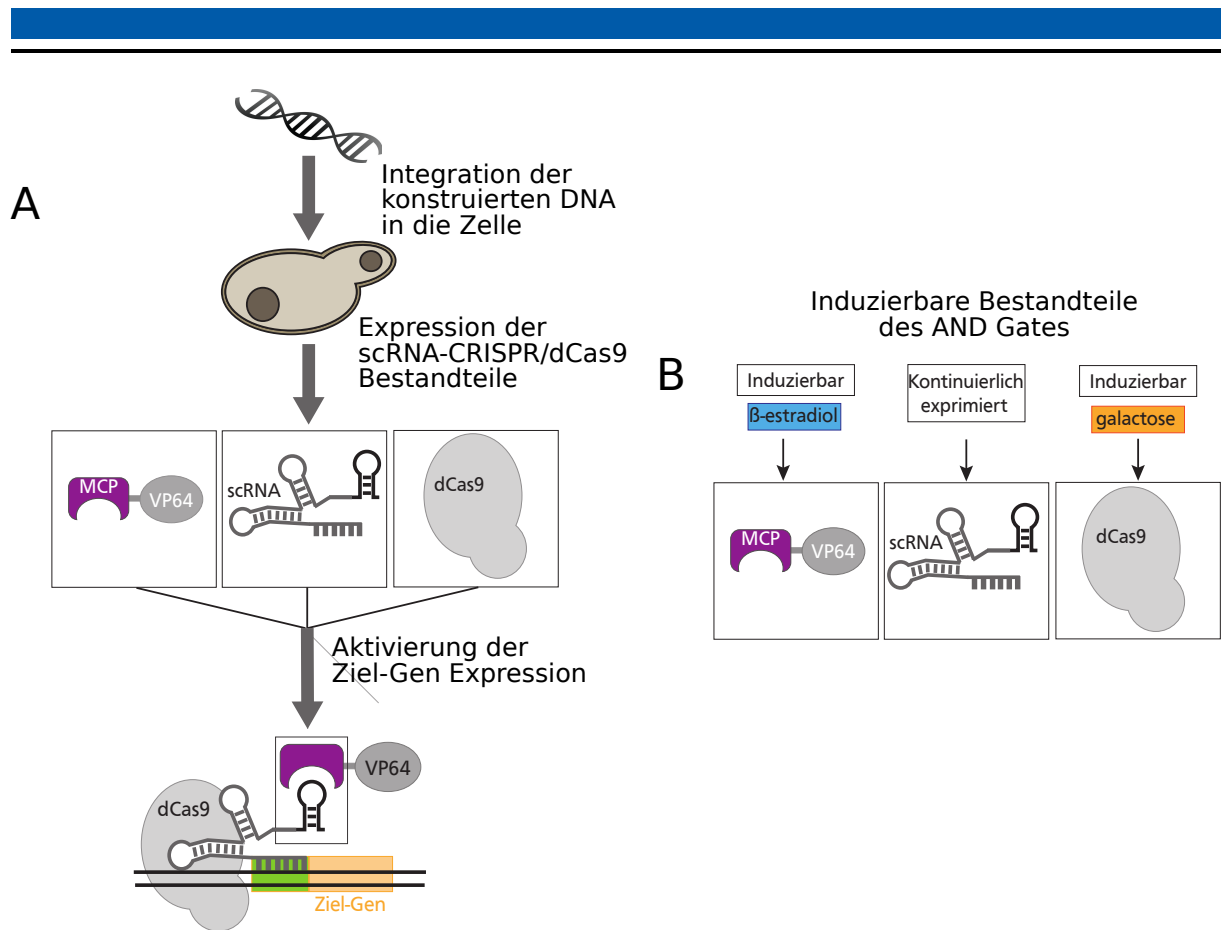 A
Integration der
konstruierten DNA
in die Zelle
Expression der
scRNA-CRISPR/dCas9
Bestandteile
MCP
VP64
scRNA
dCas9
Aktivierung der
Ziel-Gen Expression
VP64
dCas9
Ziel-Gen
Induzierbare Bestandteile
des AND Gates
B
Induzierbar
ß-estradiol
Kontinuierlich
exprimiert
Induzierbar
galactose
MCP
VP64
scRNA
dCas9